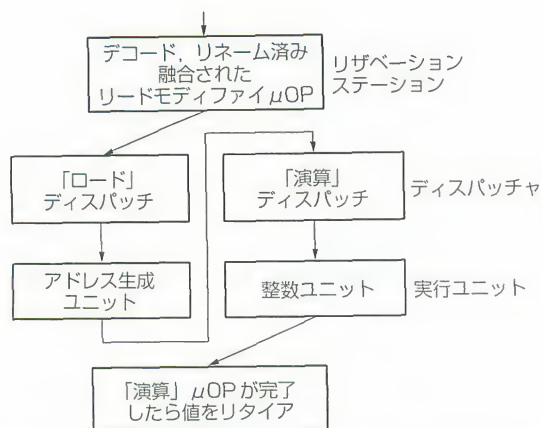 デコード，リネーム済み
融合された
リードモディファイμOP
リザベーション
ステーション
「ロード」
ディスパッチ
「演算」
ディスパッチ
ディスパッチャ
アドレス生成
ユニット
整数ユニット
実行ユニット
「演算」μOPが完了
したら値をリタイア